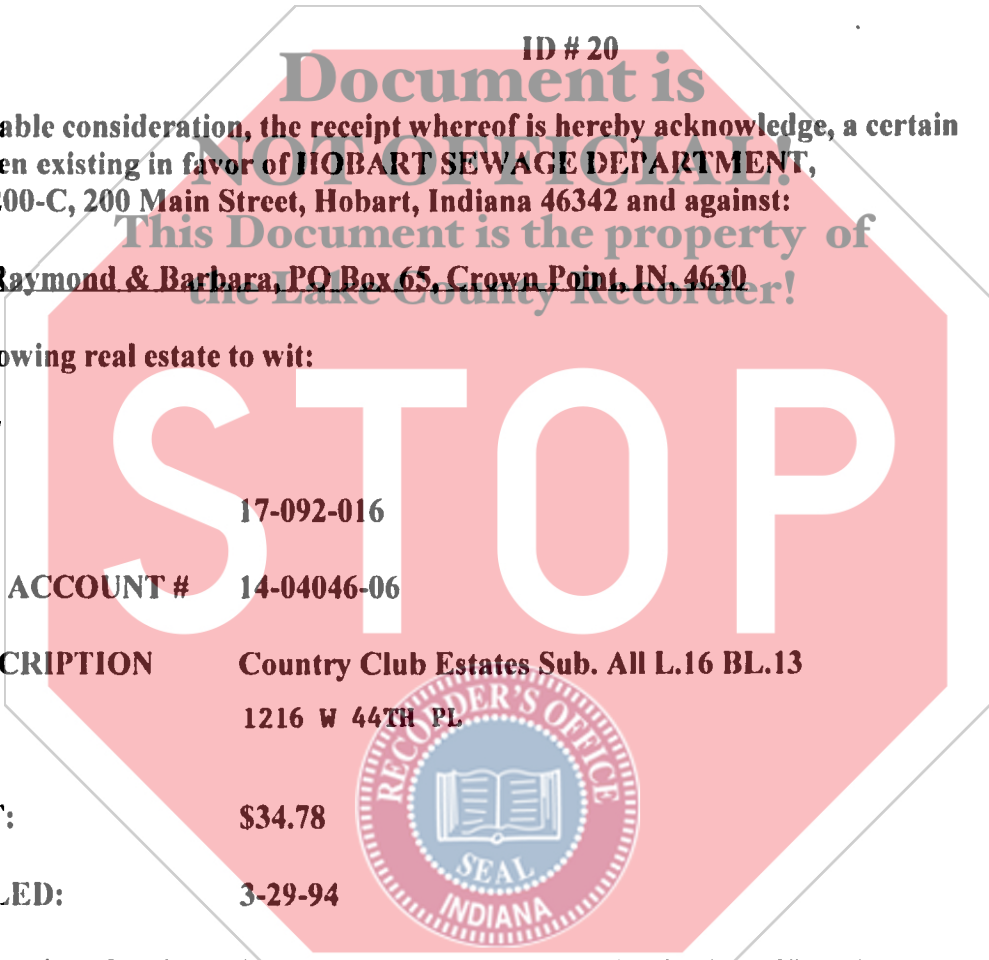 ID # 20
Document is
able consideration, the receipt whereof is hereby acknowledge, a certain
NOT OFFICIAL!
en existing in favor of HOBART SEWAGE DEPARTMENT,
00-C, 200 Main Street, Hobart, Indiana 46342 and against:
This Document is the property of
Raymond & Barbara, PO Box 65, Crown Point, IN. 4630
the Lake County Recorder!
owing real estate to wit:
STOP
17-092-016
ACCOUNT # 14-04046-06
CRIPTION Country Club Estates Sub. All L.16 BL.13
1216 W 44TH PL
RECORDER'S OFFICE
T: $34.78
SEAL
LED: 3-29-94
INDIANA